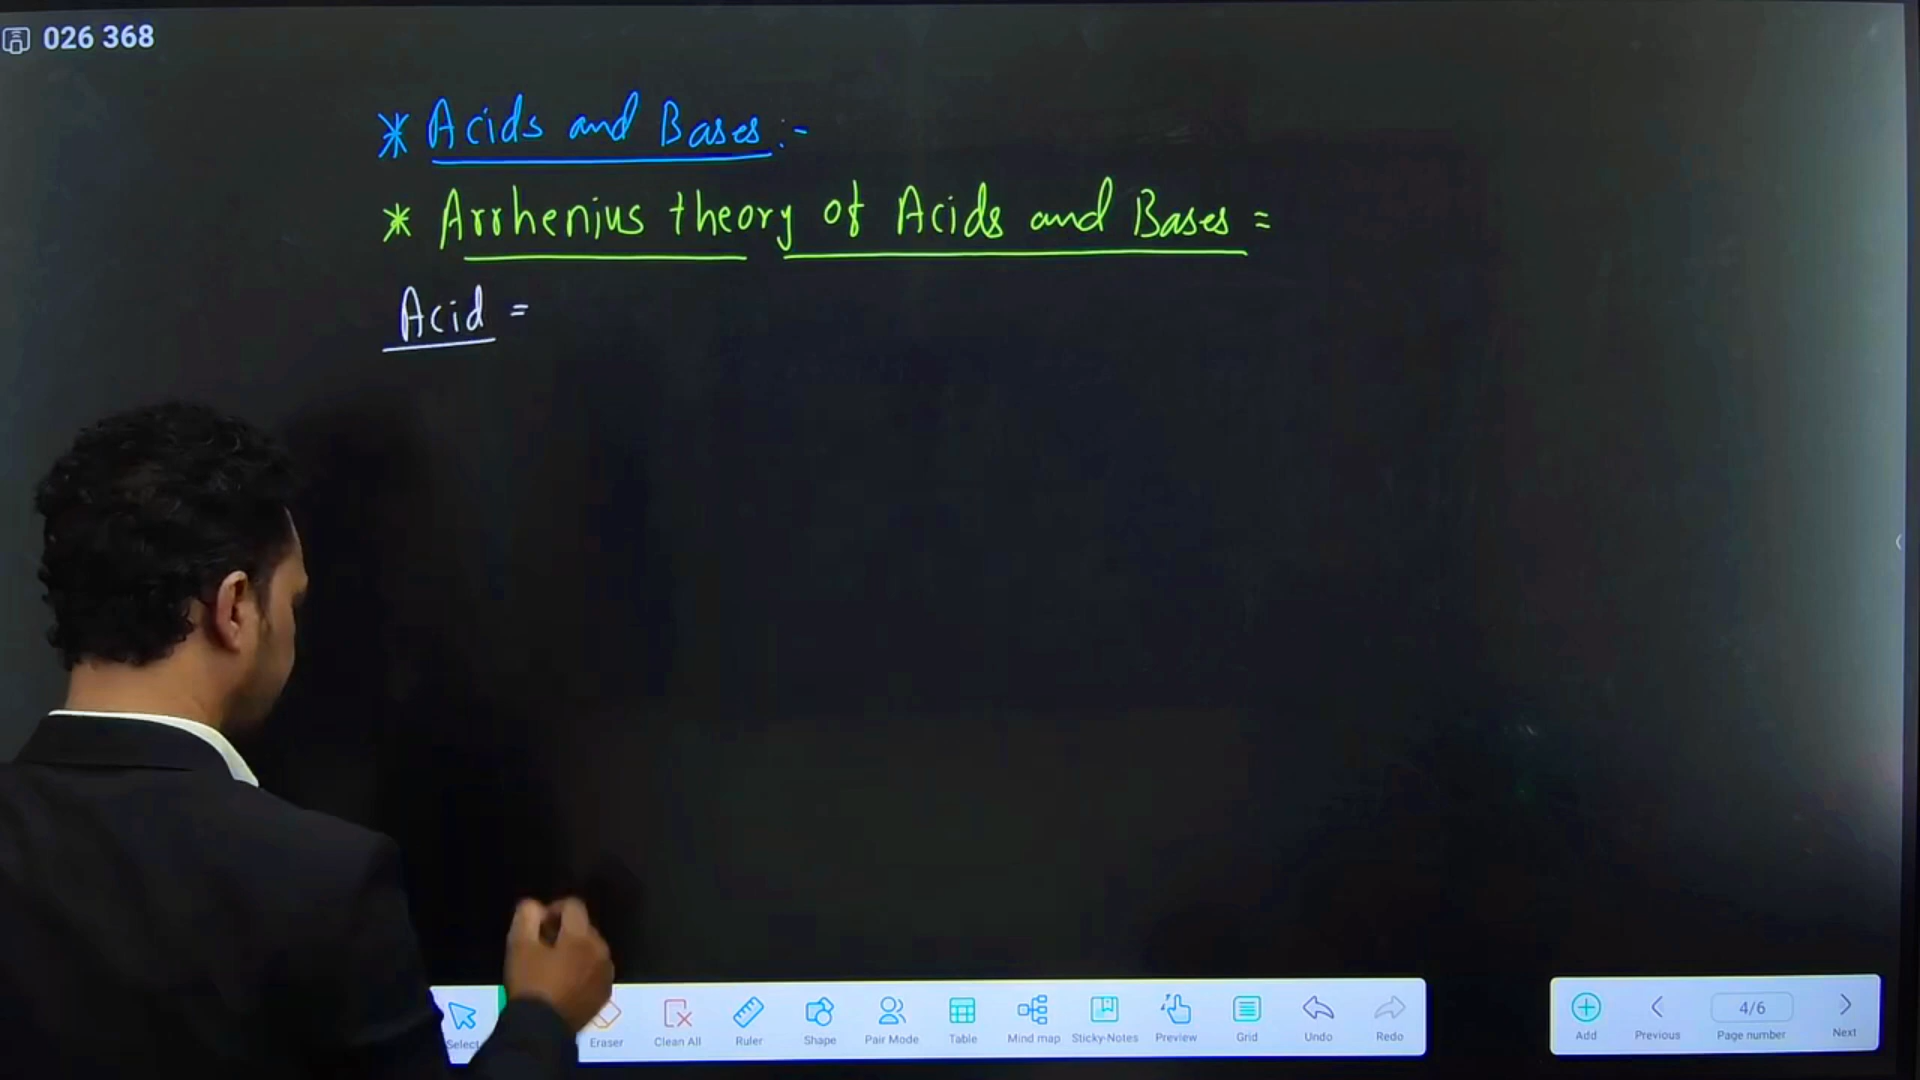 026 368
* Acids and Bases :-
* Arrhenius theory of Acids and Bases =
Acid =
Select Eraser Clean All Ruler Shape Pair Mode Table Mind map Sticky-Notes Preview Grid Undo Redo
Add Previous 4/6 Page number Next